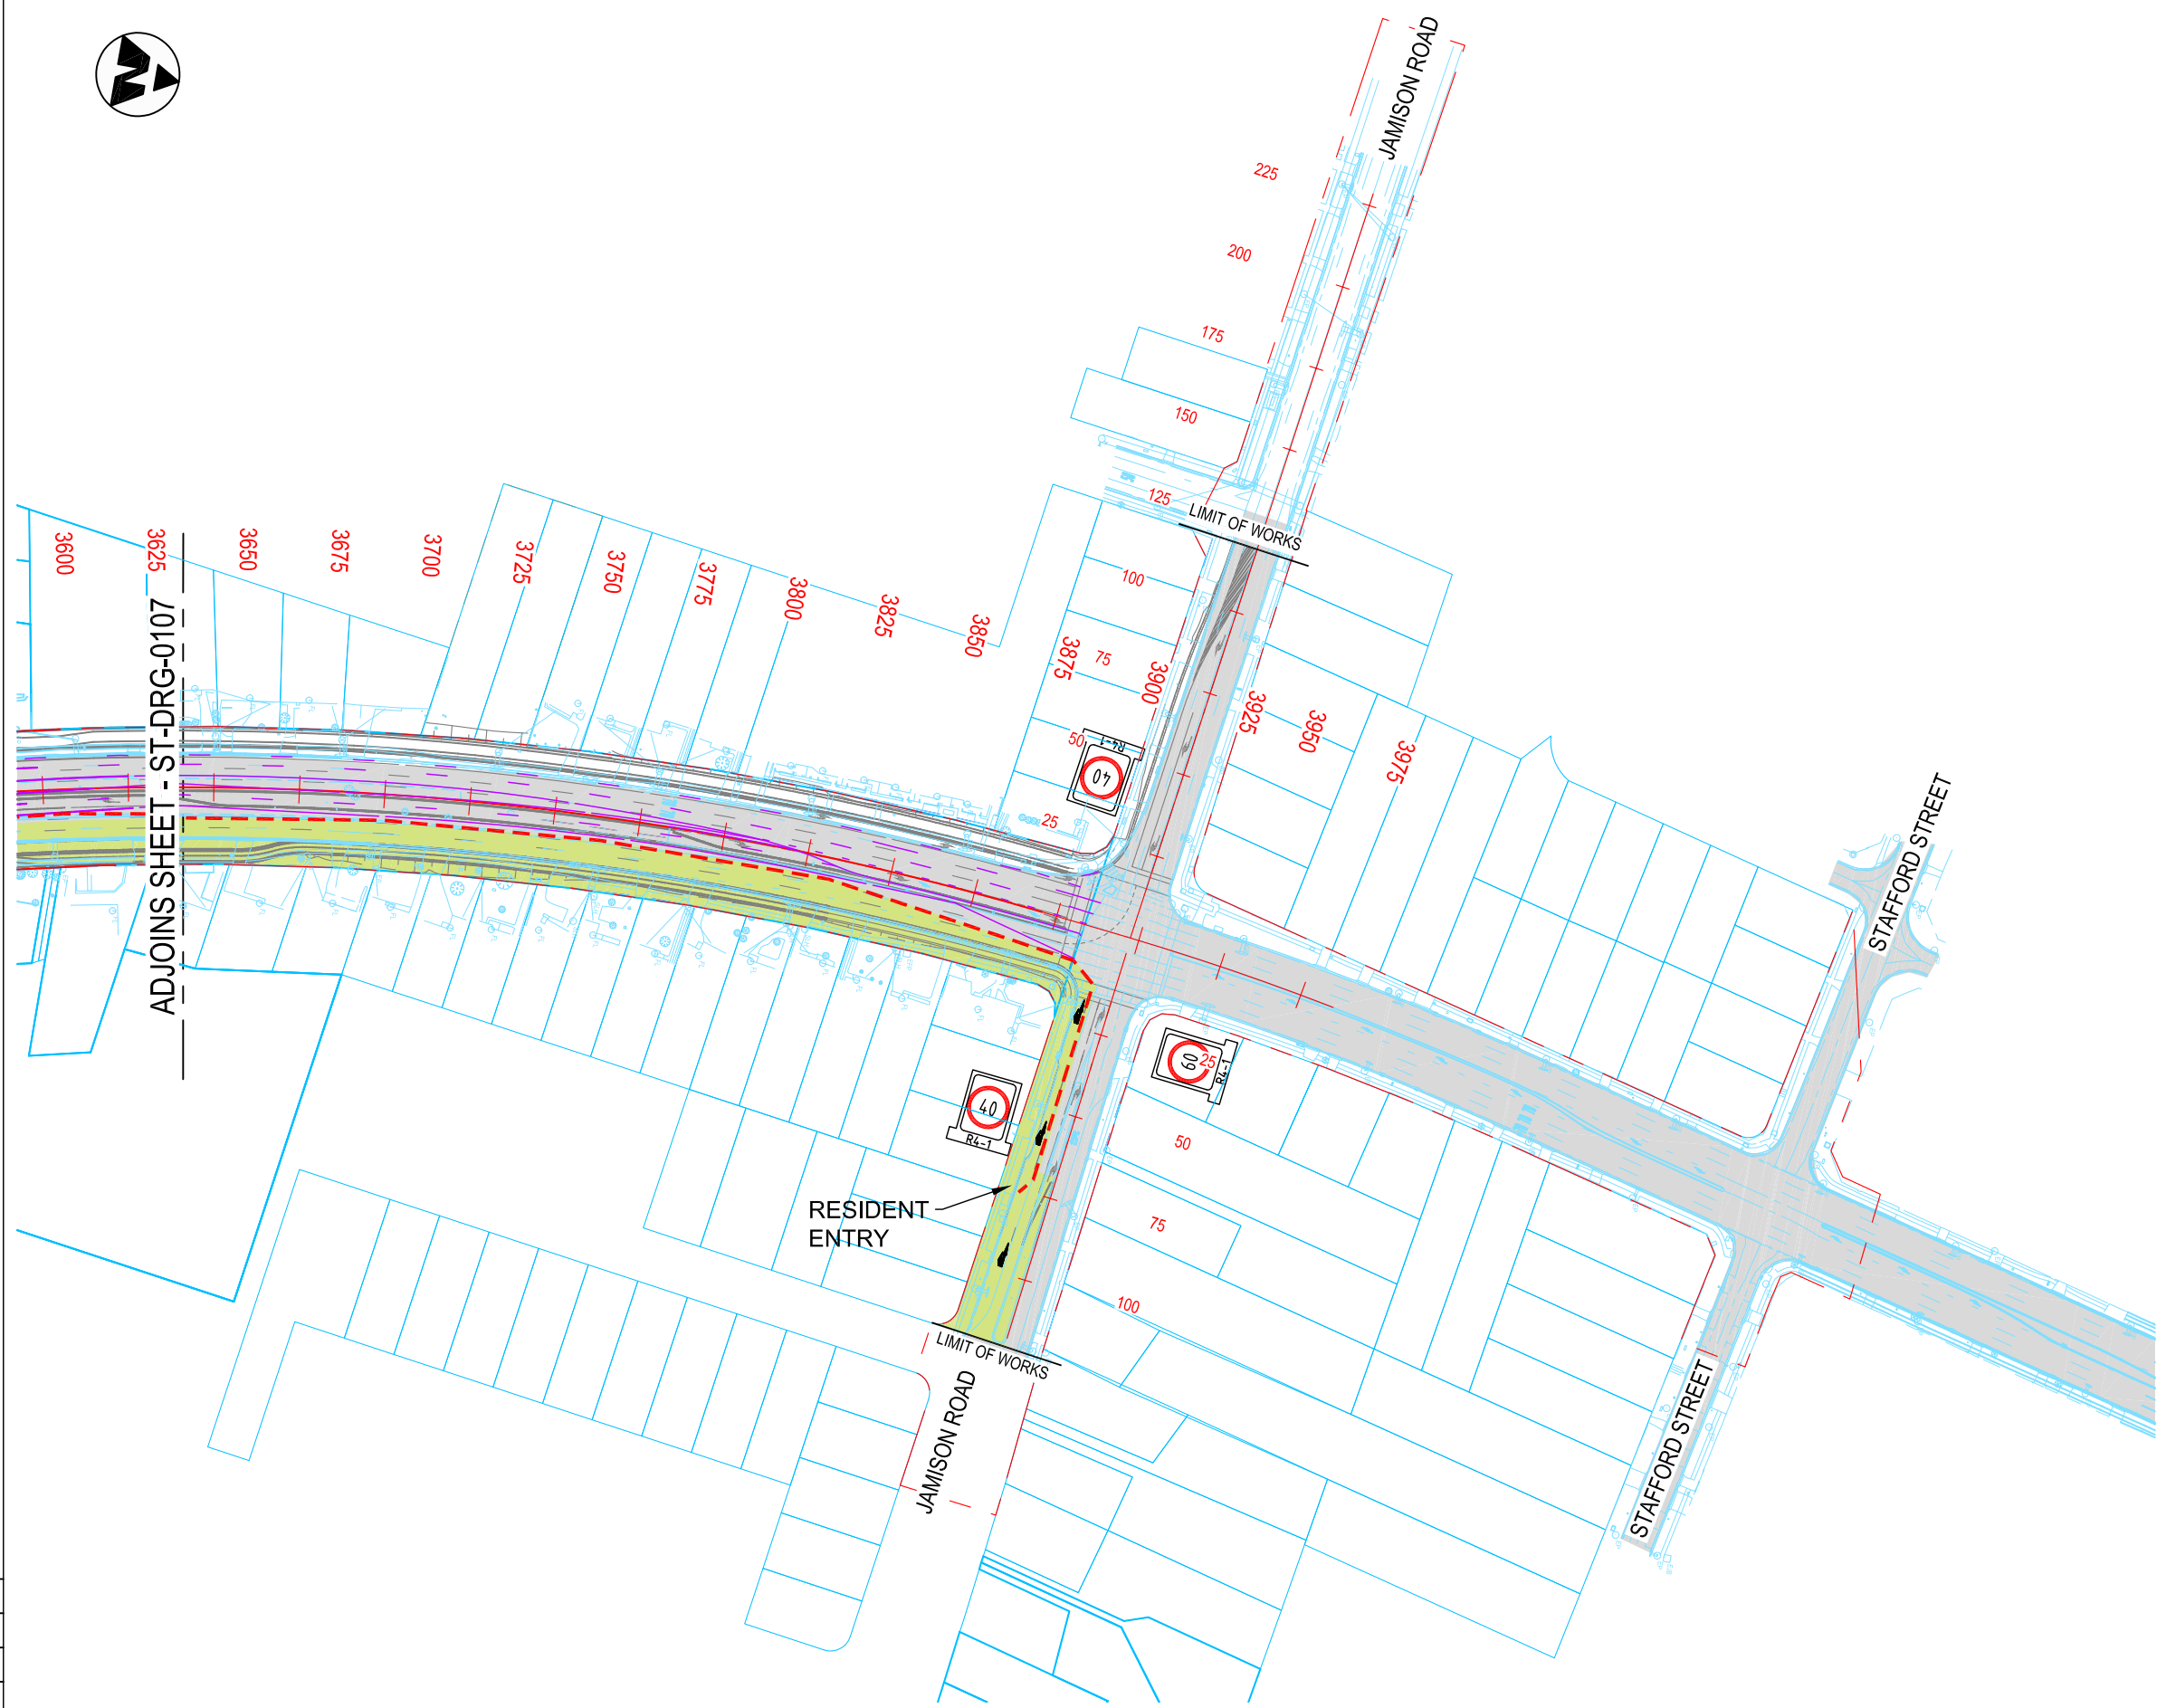 JAMISON ROAD
225
200
175
150
125
LIMIT OF WORKS
100
75
50
25
3600
3625
3650
3675
3700
3725
3750
3775
3800
3825
3850
3875
3900
3925
3950
3975
R4-1
40
ADJOINS SHEET - ST-DRG-0107
STAFFORD STREET
60
R4-1
25
40
R4-1
50
RESIDENT
ENTRY
75
100
LIMIT OF WORKS
JAMISON ROAD
STAFFORD STREET